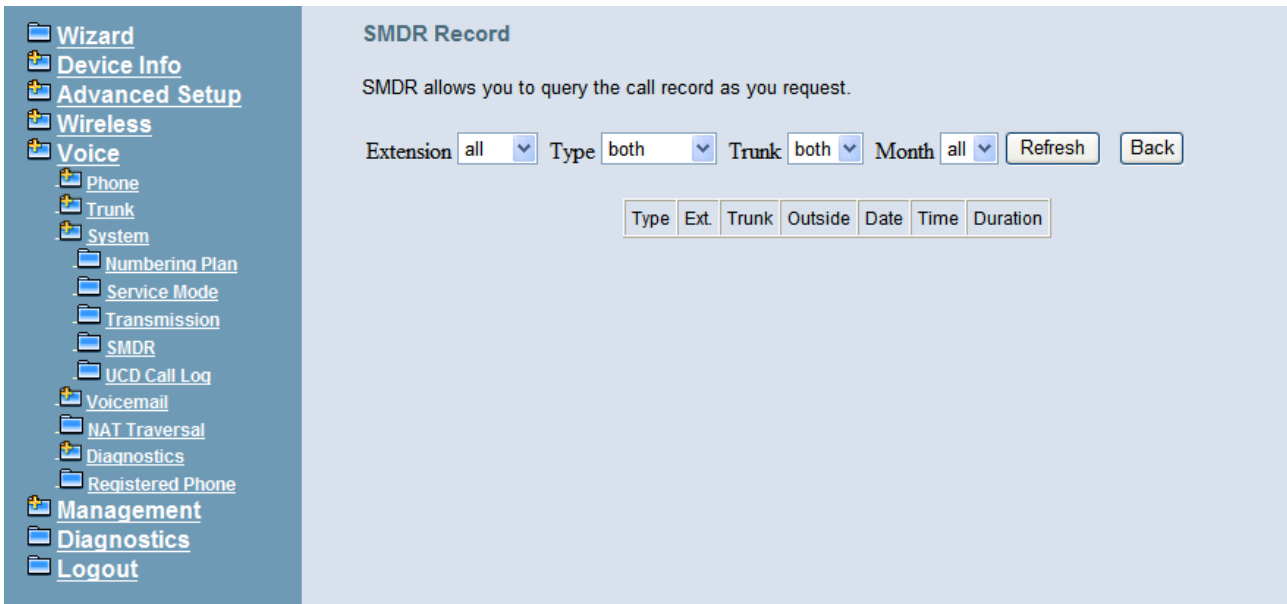 Wizard
Device Info
Advanced Setup
Wireless
Voice
Phone
Trunk
System
Numbering Plan
Service Mode
Transmission
SMDR
UCD Call Log
Voicemail
NAT Traversal
Diagnostics
Registered Phone
Management
Diagnostics
Logout
SMDR Record
SMDR allows you to query the call record as you request.
Extension all Type both Trunk both Month all Refresh Back
Type Ext. Trunk Outside Date Time Duration